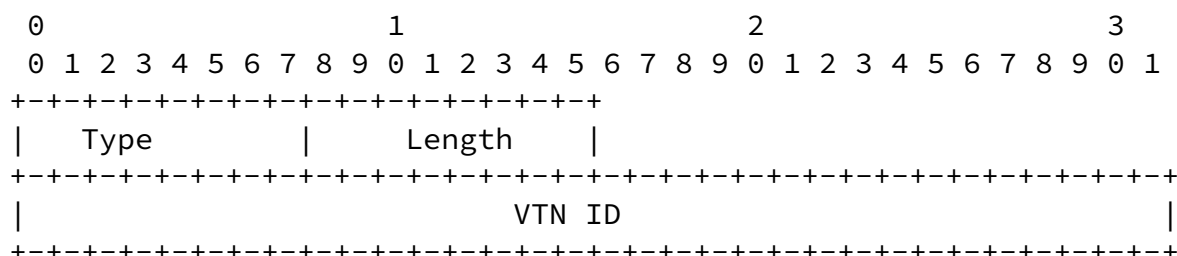 0                   1                   2                   3
 0 1 2 3 4 5 6 7 8 9 0 1 2 3 4 5 6 7 8 9 0 1 2 3 4 5 6 7 8 9 0 1
+-+-+-+-+-+-+-+-+-+-+-+-+-+-+-+-+
|   Type        |     Length    |
+-+-+-+-+-+-+-+-+-+-+-+-+-+-+-+-+-+-+-+-+-+-+-+-+-+-+-+-+-+-+-+-+
|                           VTN ID                              |
+-+-+-+-+-+-+-+-+-+-+-+-+-+-+-+-+-+-+-+-+-+-+-+-+-+-+-+-+-+-+-+-+